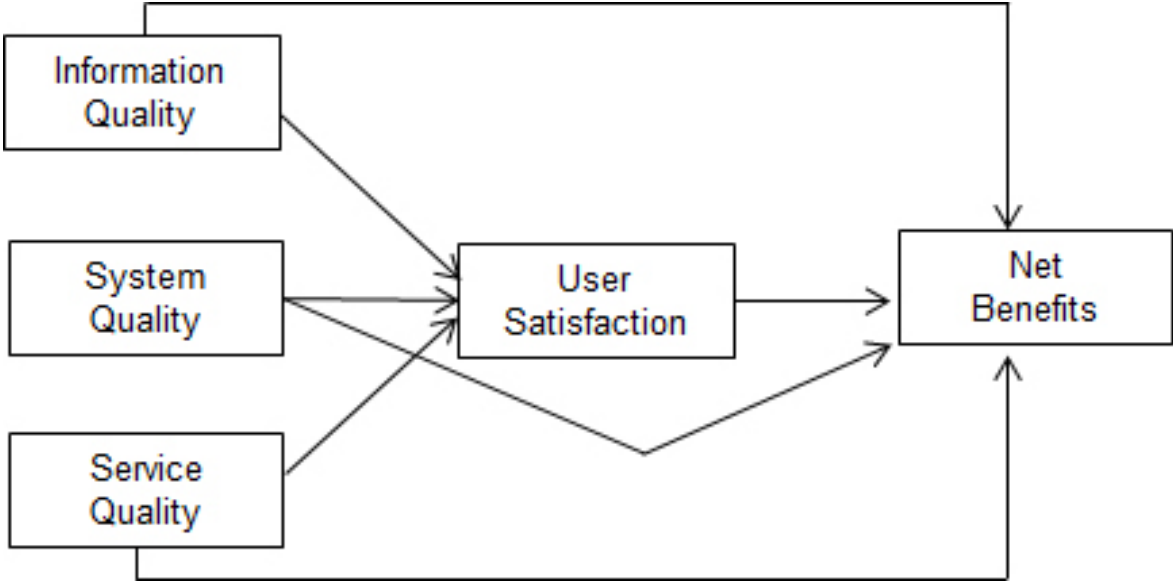 Information
Quality
System
Quality
Service
Quality
User
Satisfaction
Net
Benefits